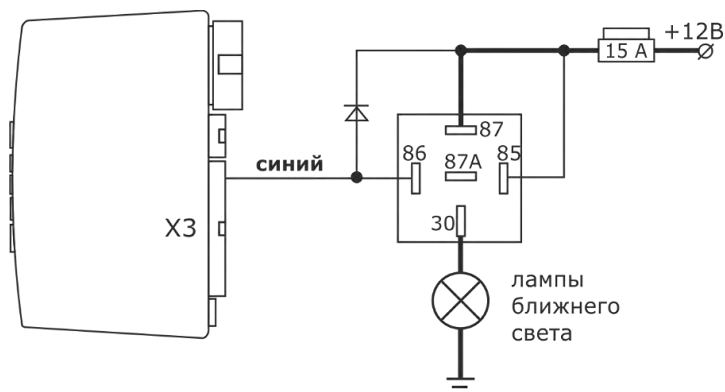 +12В
15 А
87
86
87А
85
синий
X3
30
лампы
ближнего
света